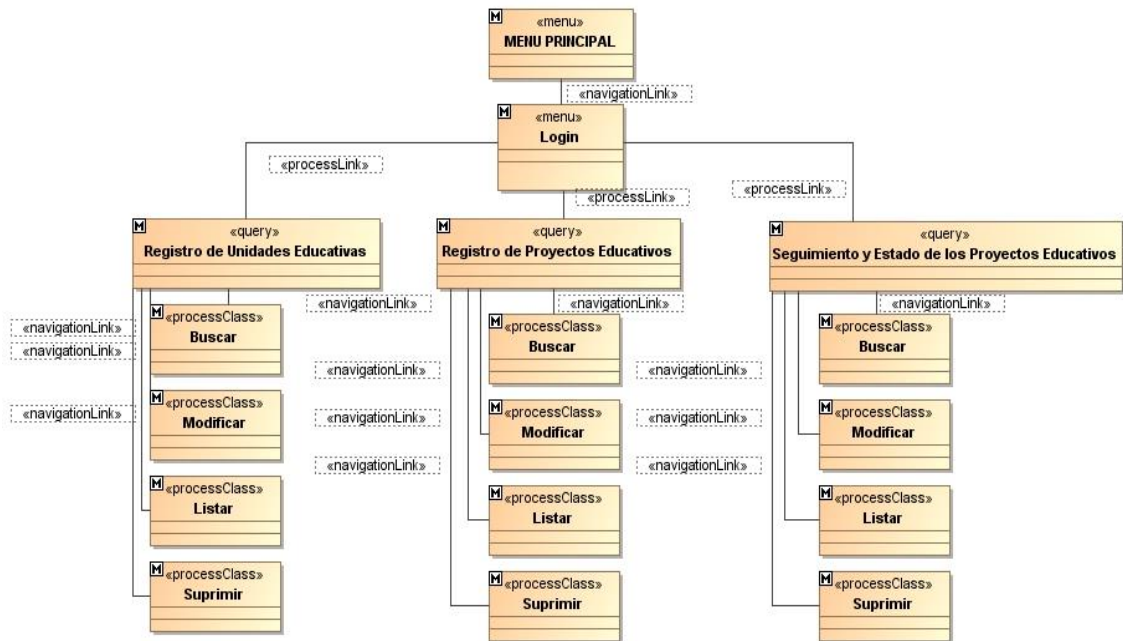 M
«menu»
MENU PRINCIPAL
«navigationLink»
M
«menu»
Login
«processLink»
«processLink»
«processLink»
M
«query»
Registro de Unidades Educativas
M
«query»
Registro de Proyectos Educativos
M
«query»
Seguimiento y Estado de los Proyectos Educativos
«navigationLink»
«navigationLink»
«navigationLink»
«navigationLink»
«navigationLink»
«navigationLink»
M
«processClass»
Buscar
M
«processClass»
Modificar
M
«processClass»
Listar
M
«processClass»
Suprimir
«navigationLink»
«navigationLink»
«navigationLink»
M
«processClass»
Buscar
M
«processClass»
Modificar
M
«processClass»
Listar
M
«processClass»
Suprimir
«navigationLink»
«navigationLink»
«navigationLink»
M
«processClass»
Buscar
M
«processClass»
Modificar
M
«processClass»
Listar
M
«processClass»
Suprimir